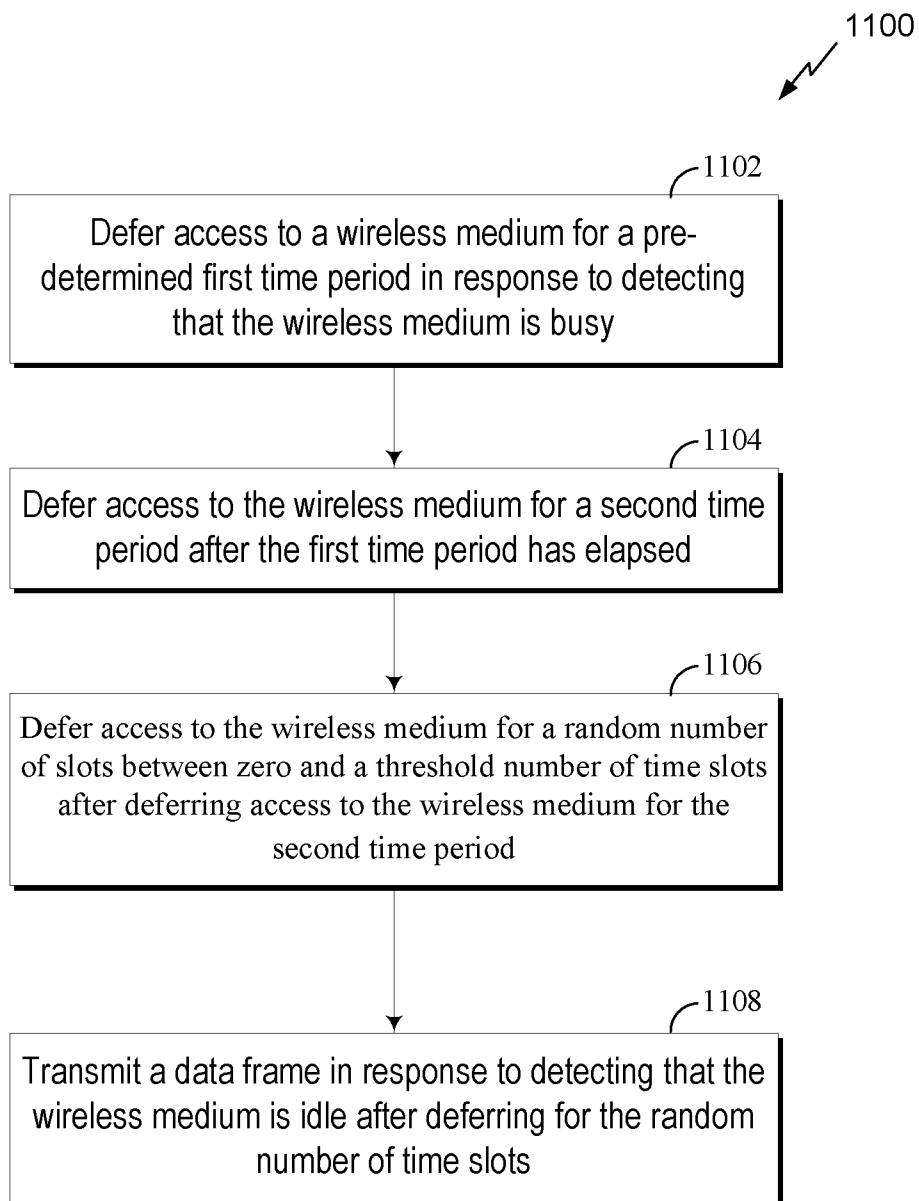 1100
1102
Defer access to a wireless medium for a pre-
determined first time period in response to detecting
that the wireless medium is busy
1104
Defer access to the wireless medium for a second time
period after the first time period has elapsed
1106
Defer access to the wireless medium for a random number
of slots between zero and a threshold number of time slots
after deferring access to the wireless medium for the
second time period
1108
Transmit a data frame in response to detecting that the
wireless medium is idle after deferring for the random
number of time slots